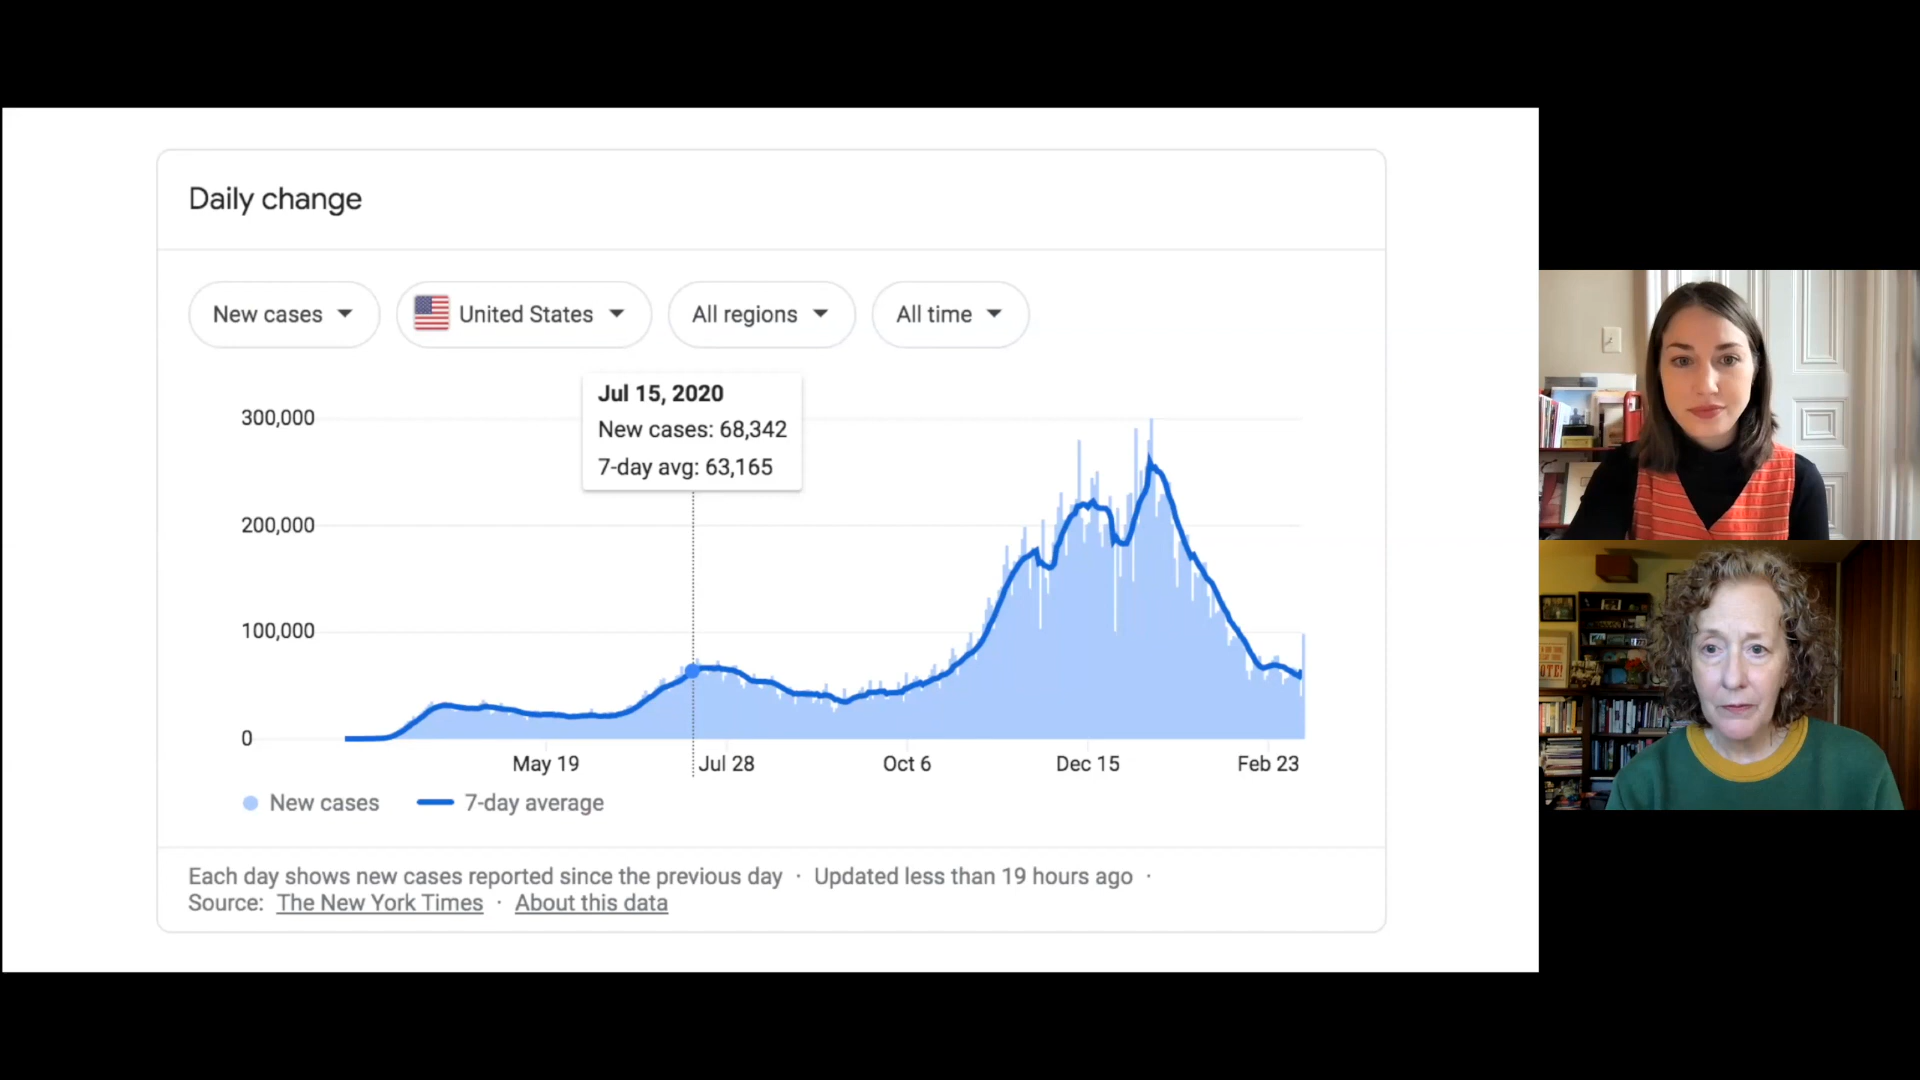 Daily change
New cases
United States
All regions
All time
Jul 15, 2020
New cases: 68,342
7-day avg: 63,165
300,000
200,000
100,000
0
May 19
Jul 28
Oct 6
Dec 15
Feb 23
New cases
7-day average
Each day shows new cases reported since the previous day · Updated less than 19 hours ago ·
Source: The New York Times · About this data